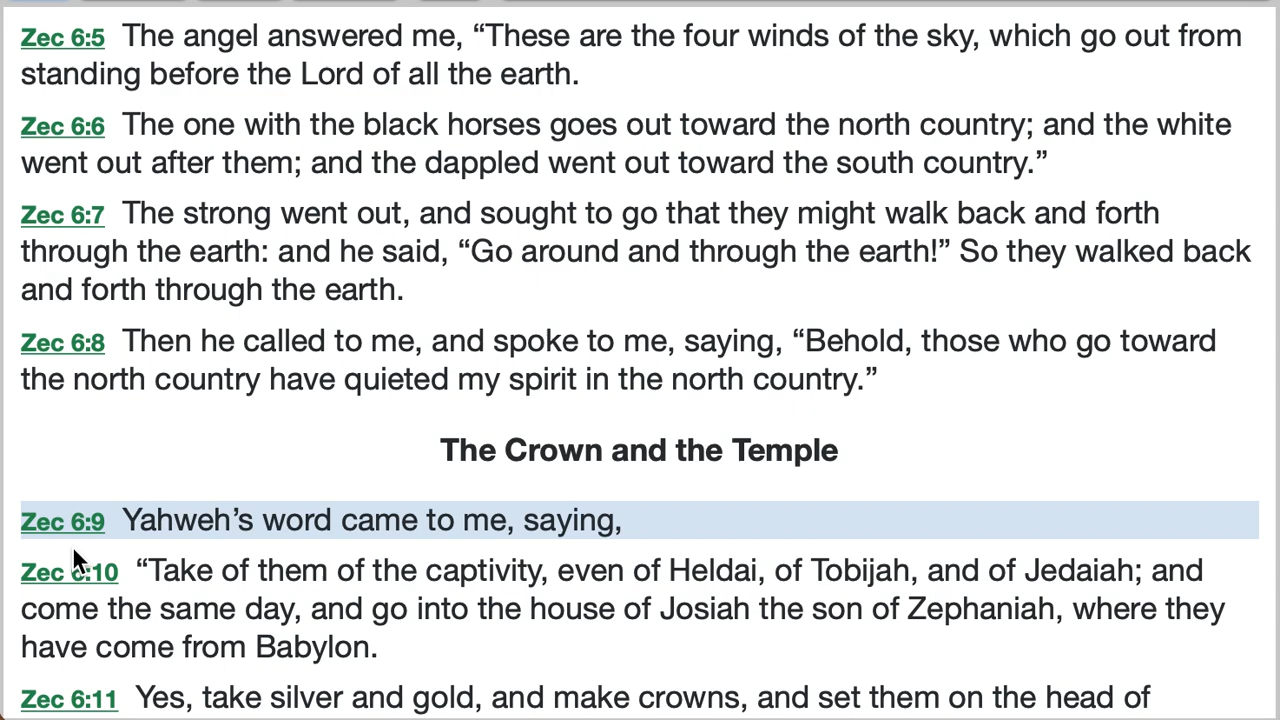 Zec 6:5 The angel answered me, “These are the four winds of the sky, which go out from
standing before the Lord of all the earth.
Zec 6:6 The one with the black horses goes out toward the north country; and the white
went out after them; and the dappled went out toward the south country.”
Zec 6:7 The strong went out, and sought to go that they might walk back and forth
through the earth: and he said, “Go around and through the earth!” So they walked back
and forth through the earth.
Zec 6:8 Then he called to me, and spoke to me, saying, “Behold, those who go toward
the north country have quieted my spirit in the north country.”
The Crown and the Temple
Zec 6:9 Yahweh’s word came to me, saying,
Zec 6:10 “Take of them of the captivity, even of Heldai, of Tobijah, and of Jedaiah; and
come the same day, and go into the house of Josiah the son of Zephaniah, where they
have come from Babylon.
Zec 6:11 Yes, take silver and gold, and make crowns, and set them on the head of